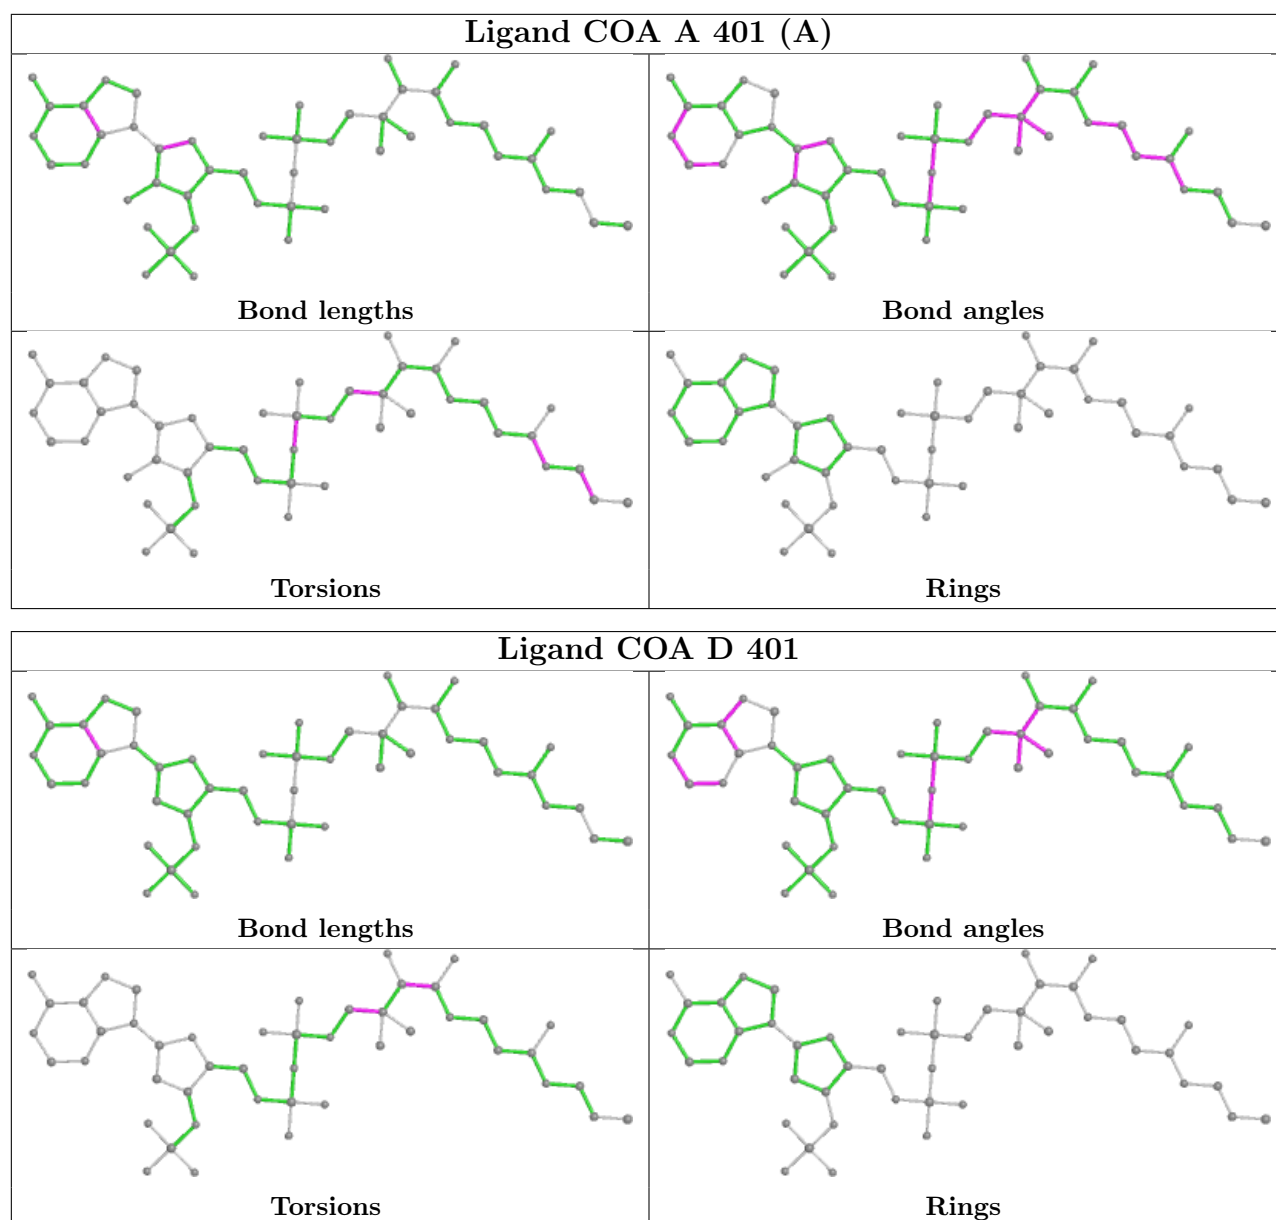 Ligand COA A 401 (A)
Bond lengths
Bond angles
Torsions
Rings
Ligand COA D 401
Bond lengths
Bond angles
Torsions
Rings